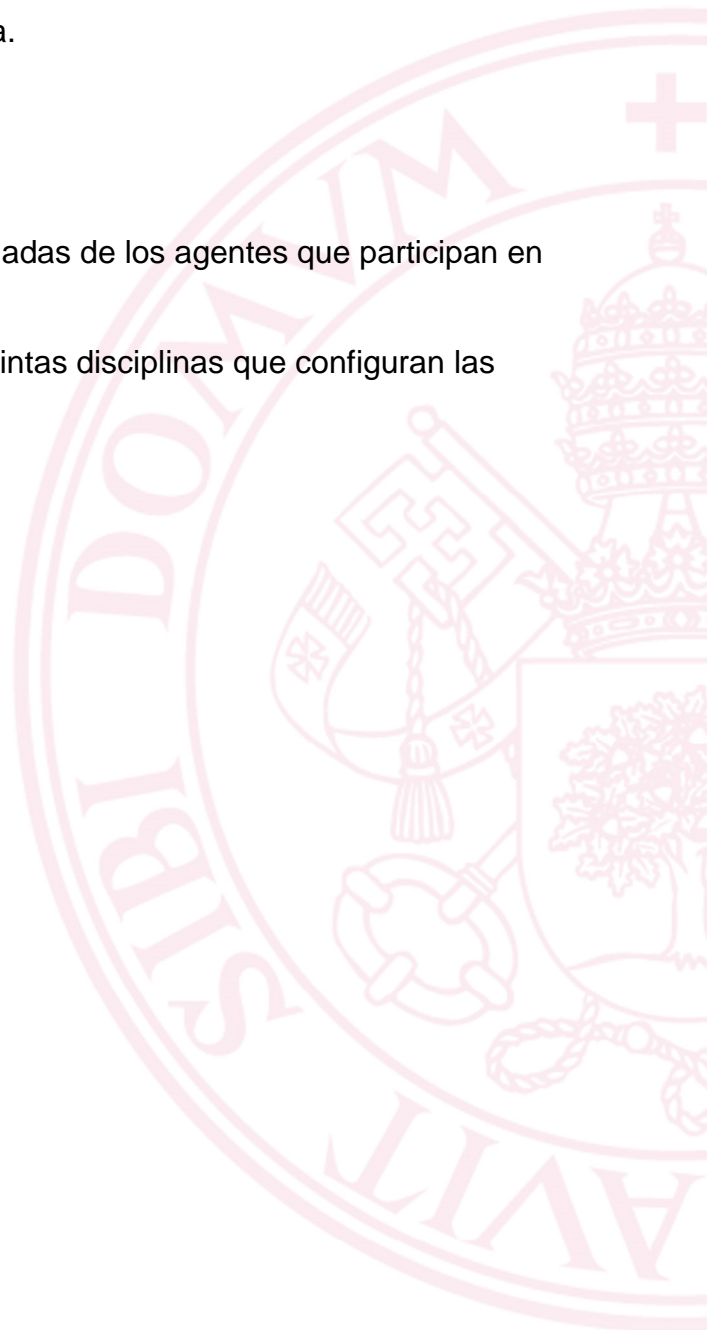 a.
adas de los agentes que participan en
intas disciplinas que configuran las
SIBI DOMVM
AVIT